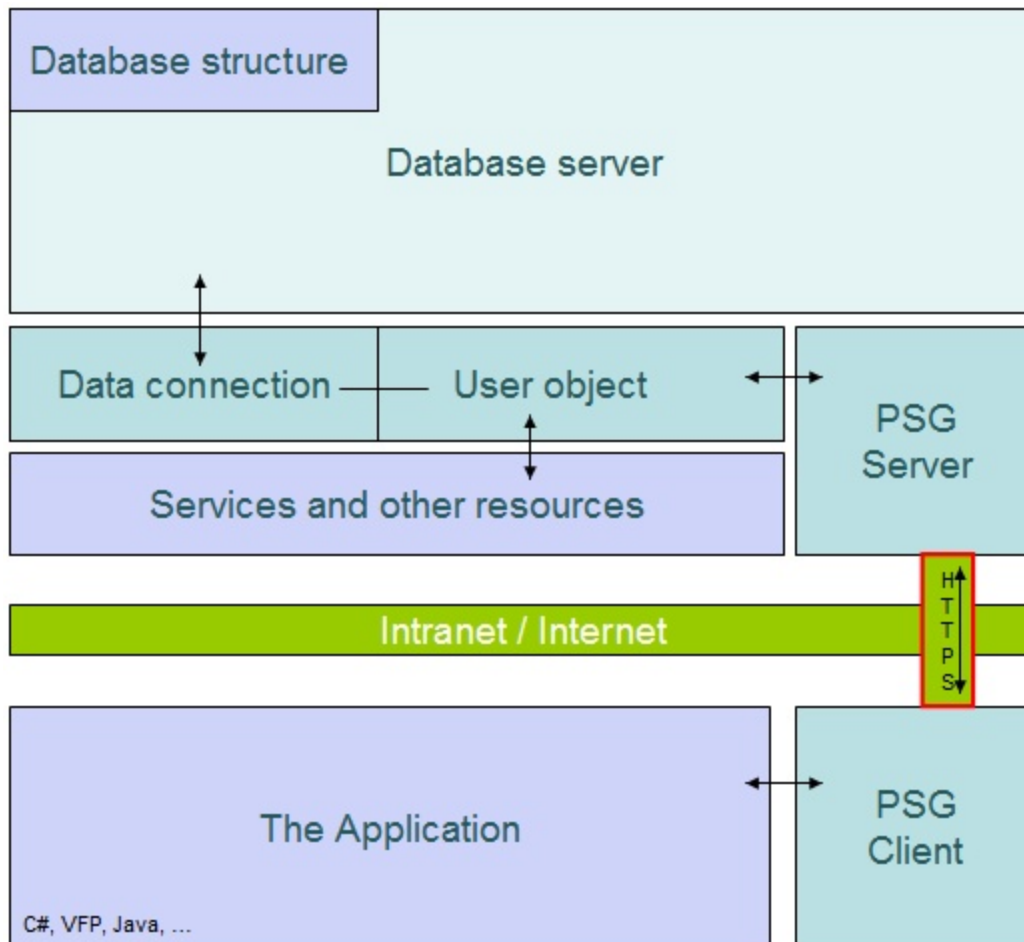 Database structure
Database server
Data connection
User object
PSG
Server
Services and other resources
HTTPS
Intranet / Internet
The Application
PSG
Client
C#, VFP, Java, ...